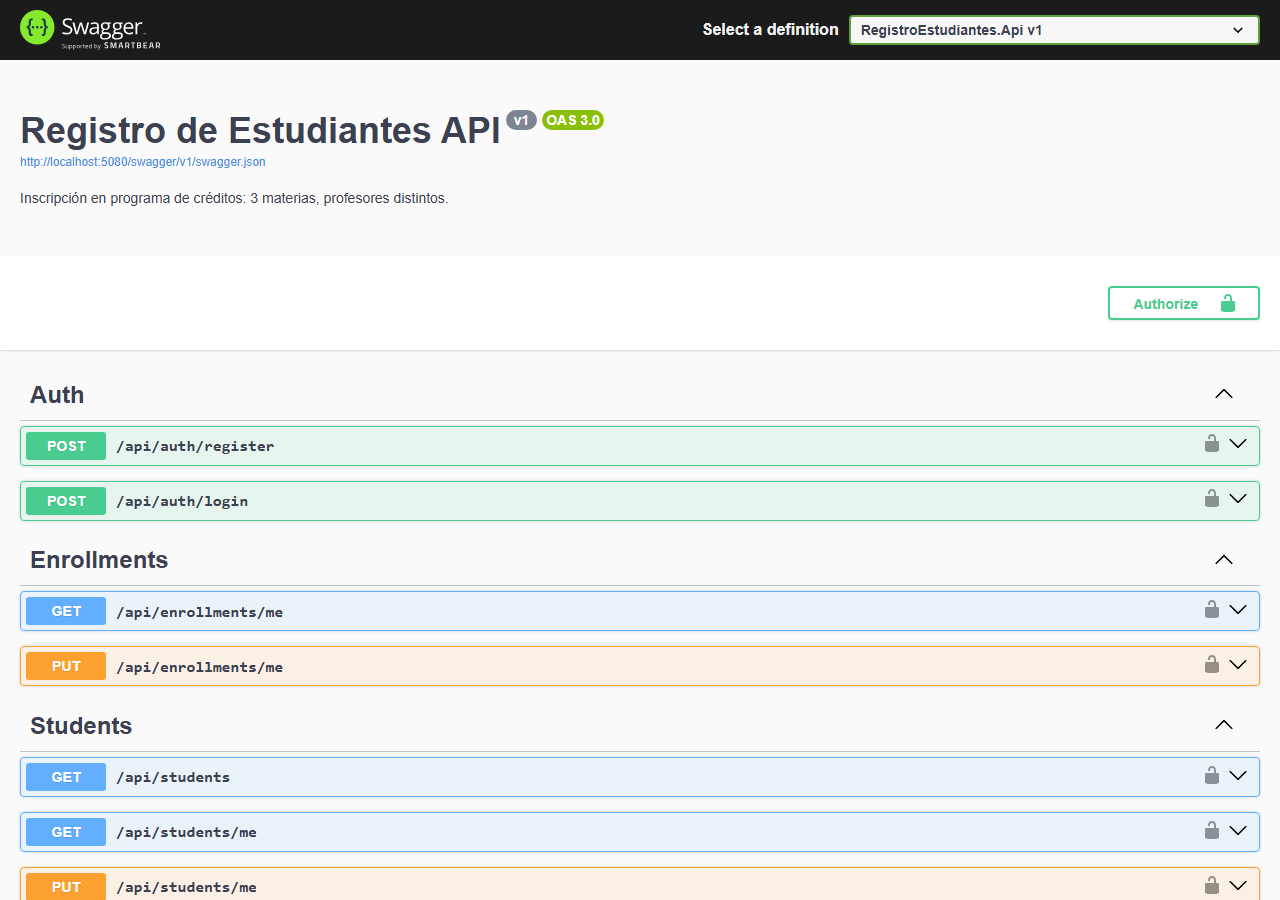 Swagger
Supported by SMARTBEAR
Select a definition
RegistroEstudiantes.Api v1
Registro de Estudiantes API v1 OAS 3.0
http://localhost:5080/swagger/v1/swagger.json
Inscripción en programa de créditos: 3 materias, profesores distintos.
Authorize
Auth
POST /api/auth/register
POST /api/auth/login
Enrollments
GET /api/enrollments/me
PUT /api/enrollments/me
Students
GET /api/students
GET /api/students/me
PUT /api/students/me